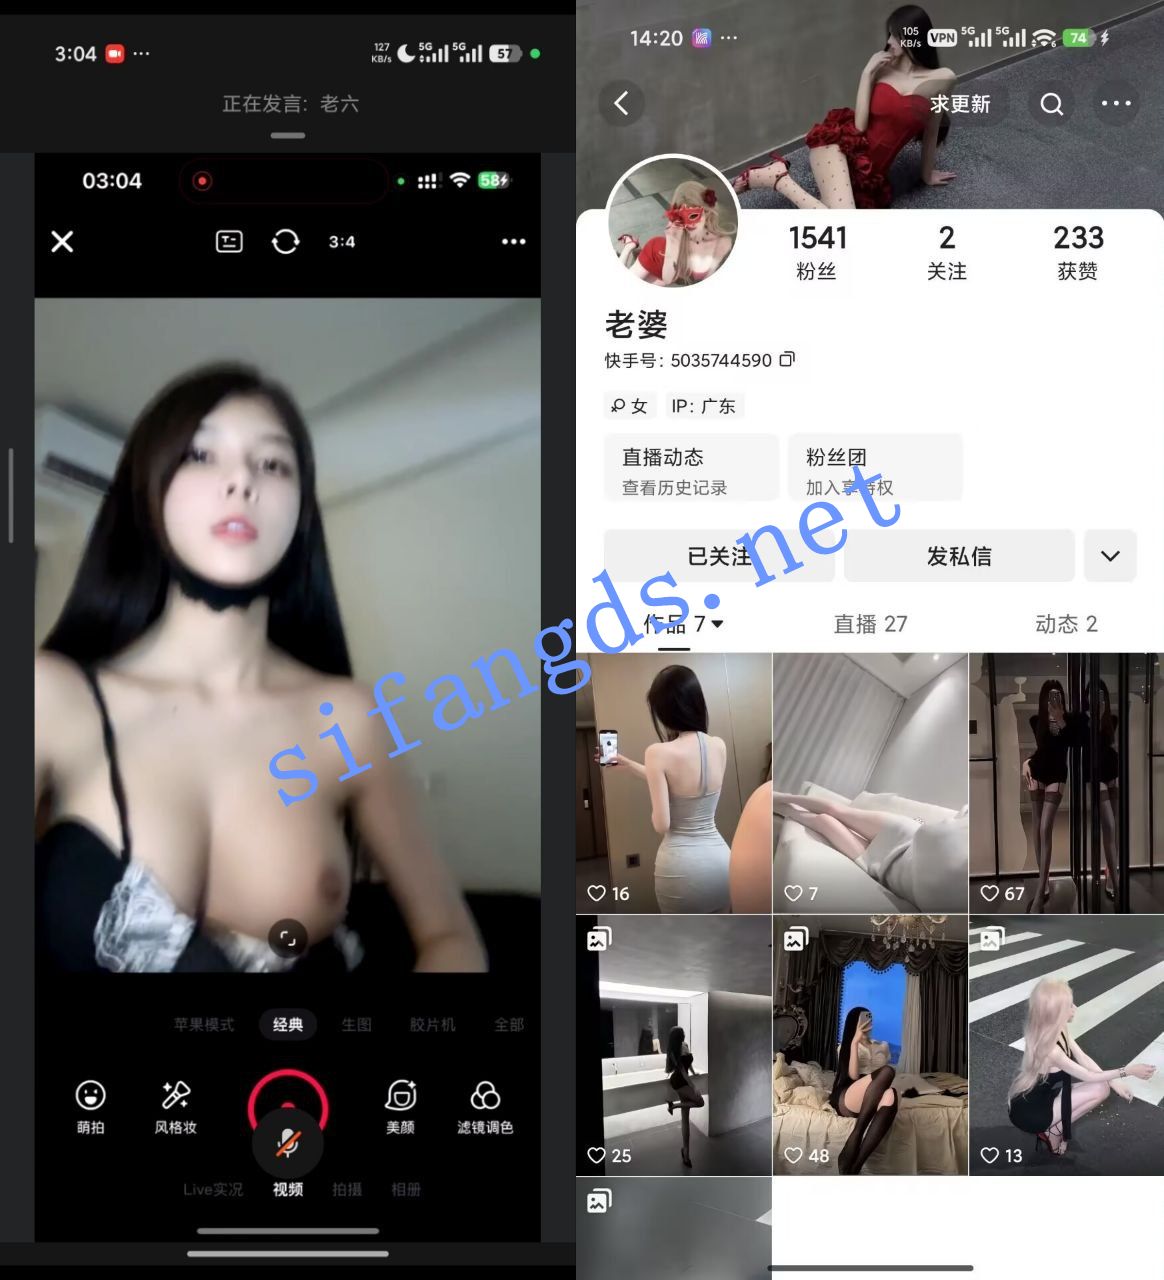 3:04
127
KB/s
5G
5G
57
正在发言：老六
03:04
58
3:4
苹果模式
经典
生图
胶片机
全部
萌拍
风格妆
美颜
滤镜调色
Live实况
视频
拍摄
相册
14:20
105
KB/s
VPN
5G
5G
6
74
求更新
1541
粉丝
2
关注
233
获赞
老婆
快手号：5035744590
女
IP：广东
直播动态
查看历史记录
粉丝团
加入享特权
已关注
发私信
作品 7
直播 27
动态 2
16
7
67
25
48
13
sifangds.net